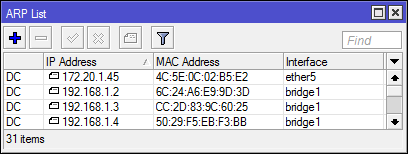 ARP List
Find
IP Address MAC Address Interface
DC 172.20.1.45 4C:5E:0C:02:B5:E2 ether5
DC 192.168.1.2 6C:24:A6:E9:9D:3D bridge1
DC 192.168.1.3 CC:2D:83:9C:60:25 bridge1
DC 192.168.1.4 50:29:F5:EB:F3:BB bridge1
31 items